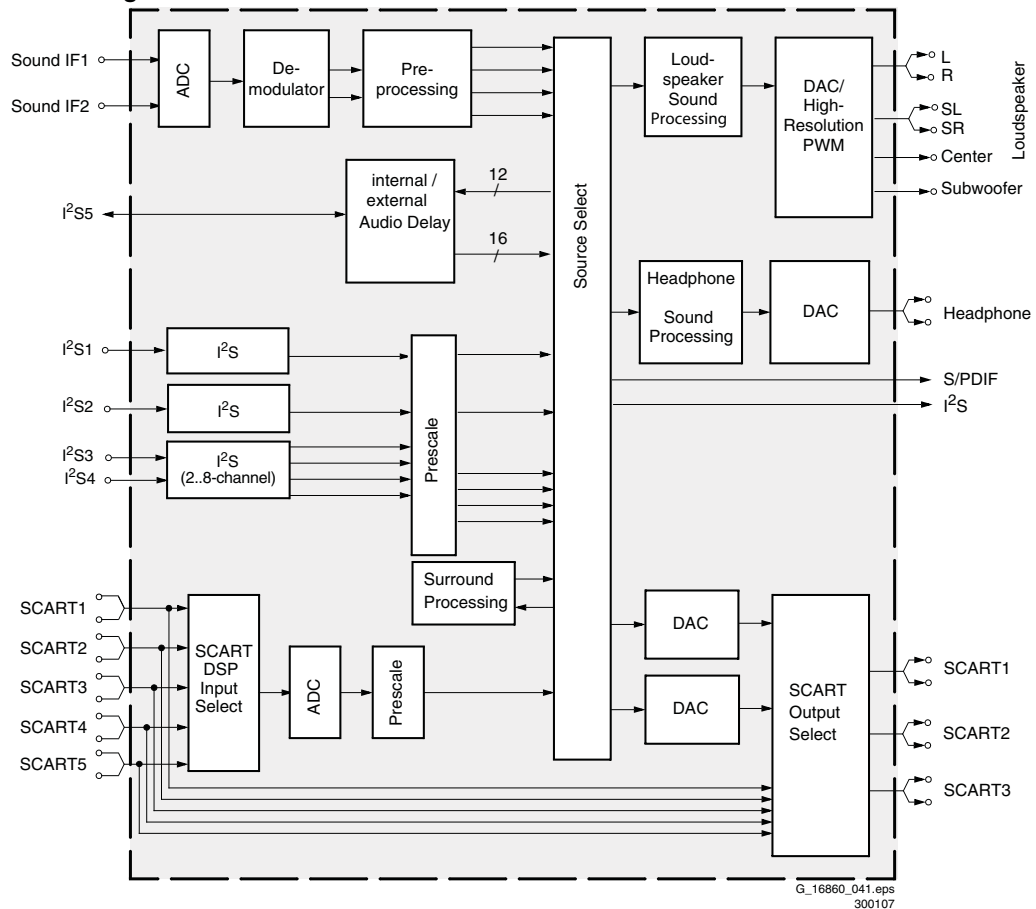 Sound IF1
Sound IF2
ADC
De-
modulator
Pre-
processing
internal /
external
Audio Delay
12
16
I²S5
Source Select
Loud-
speaker
Sound
Processing
DAC/
High-
Resolution
PWM
L
R
SL
SR
Center
Subwoofer
Loudspeaker
Headphone
Sound
Processing
DAC
Headphone
S/PDIF
I²S
I²S1
I²S
I²S2
I²S
I²S3
I²S4
I²S
(2..8-channel)
Prescale
Surround
Processing
SCART1
SCART2
SCART3
SCART4
SCART5
SCART
DSP
Input
Select
ADC
Prescale
DAC
DAC
SCART
Output
Select
SCART1
SCART2
SCART3
G_16860_041.eps
300107